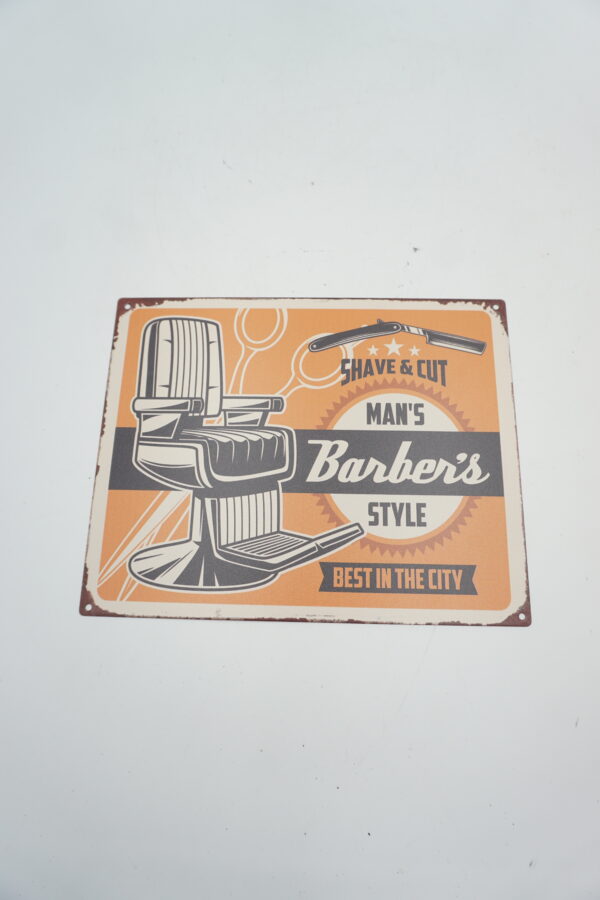 SHAVE & CUT
MAN'S
Barber's
STYLE
BEST IN THE CITY